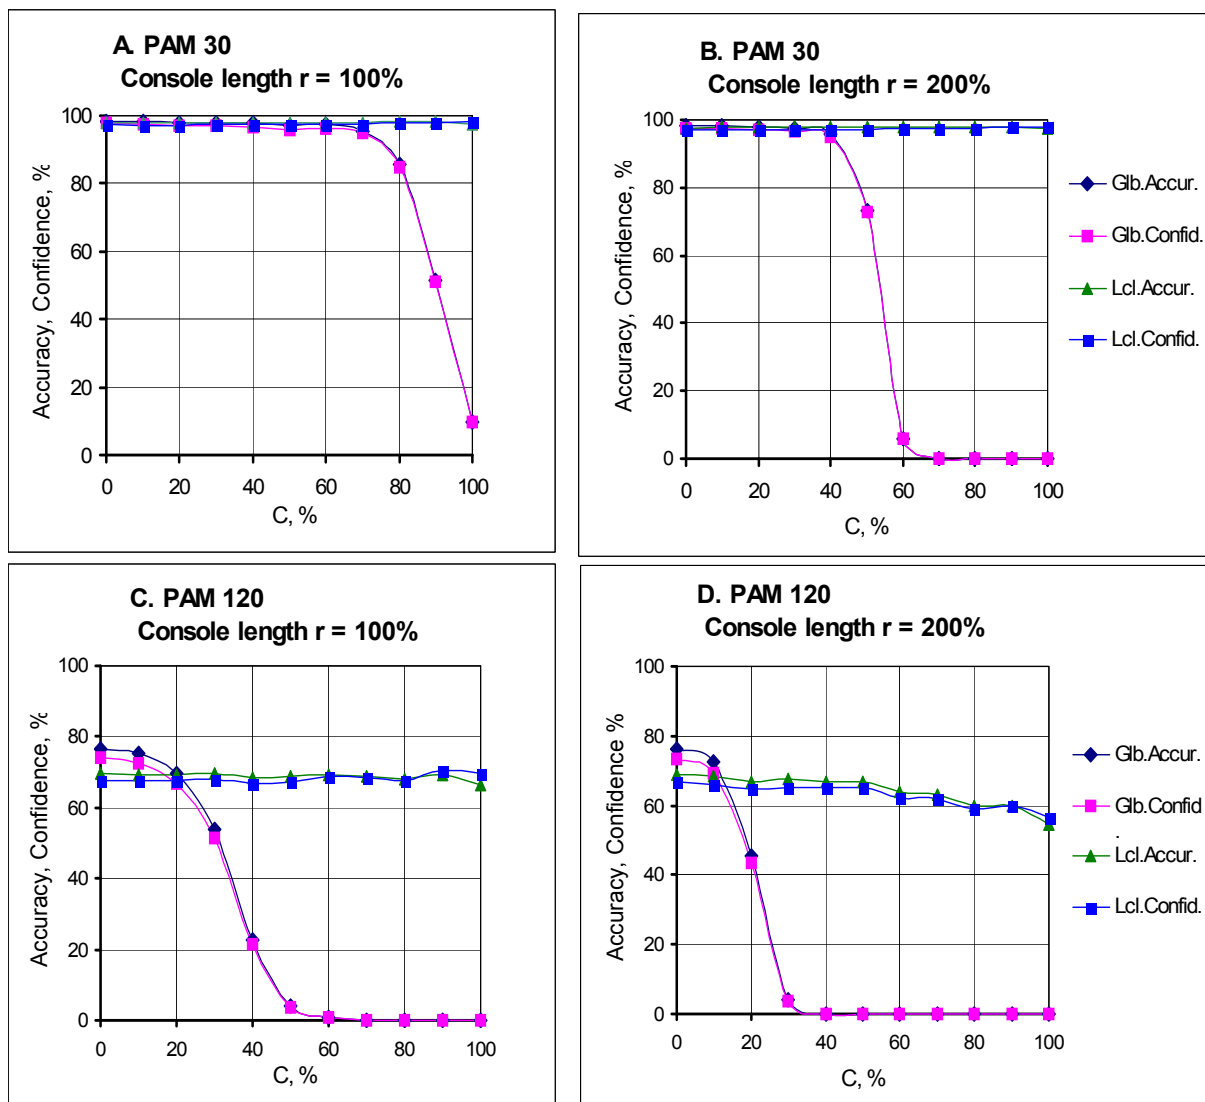 A. PAM 30
Console length r = 100%
Accuracy, Confidence, %
100
80
60
40
20
0
0 20 40 60 80 100
C, %
B. PAM 30
Console length r = 200%
Accuracy, Confidence, %
100
80
60
40
20
0
0 20 40 60 80 100
C, %
Glb.Accur.
Glb.Confid.
Lcl.Accur.
Lcl.Confid.
C. PAM 120
Console length r = 100%
Accuracy, Confidence, %
100
80
60
40
20
0
0 20 40 60 80 100
C, %
D. PAM 120
Console length r = 200%
Accuracy, Confidence %
100
80
60
40
20
0
0 20 40 60 80 100
C, %
Glb.Accur.
Glb.Confid
.
Lcl.Accur.
Lcl.Confid.